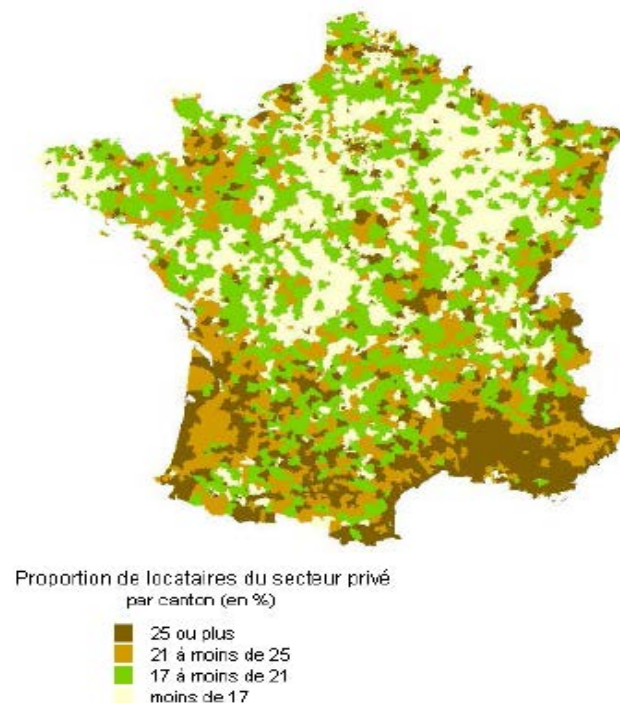 Proportion de locataires du secteur privé
par canton (en %)
25 ou plus
21 à moins de 25
17 à moins de 21
moins de 17